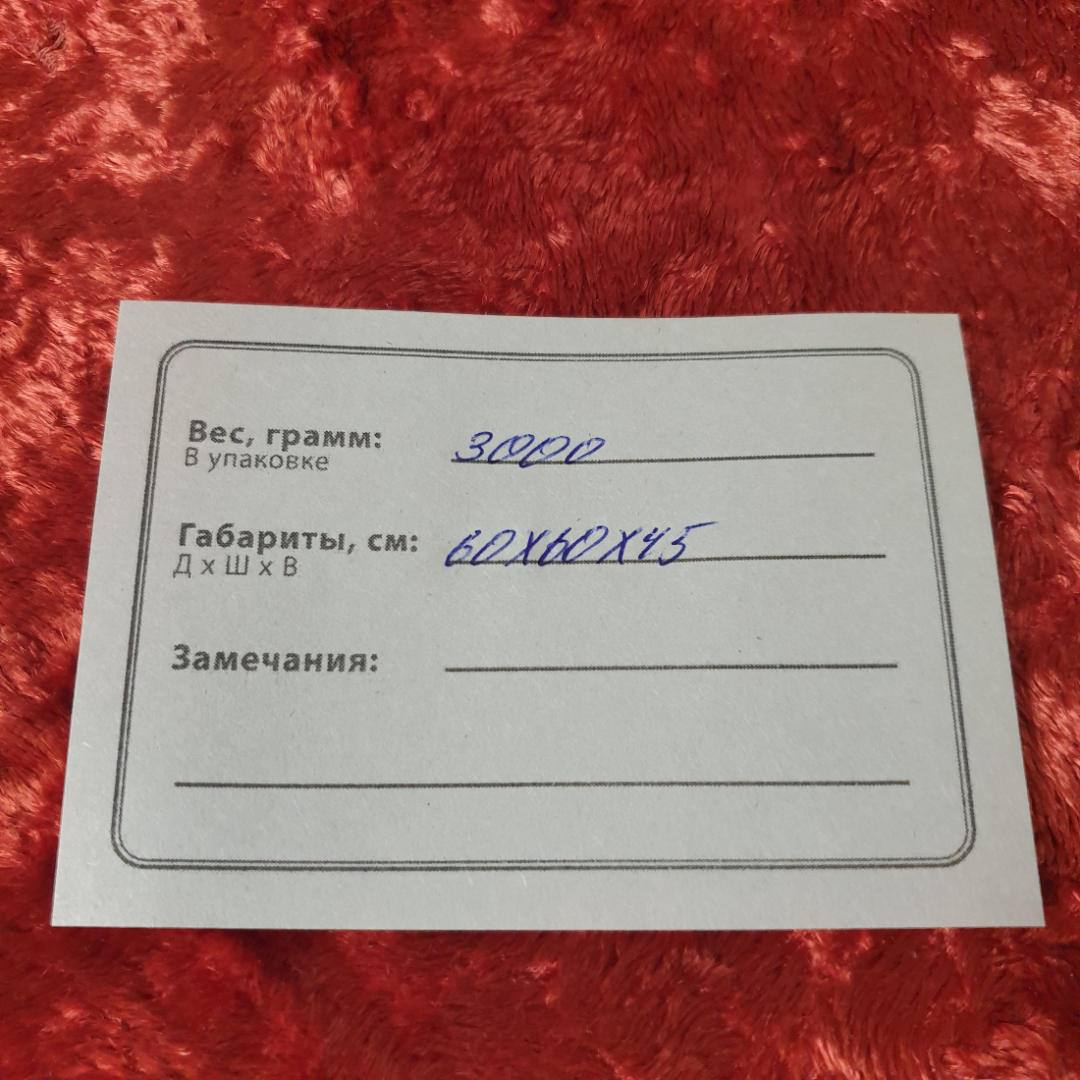 Вес, грамм: 3000
В упаковке
Габариты, см: 60х60х45
Д х Ш х В
Замечания: